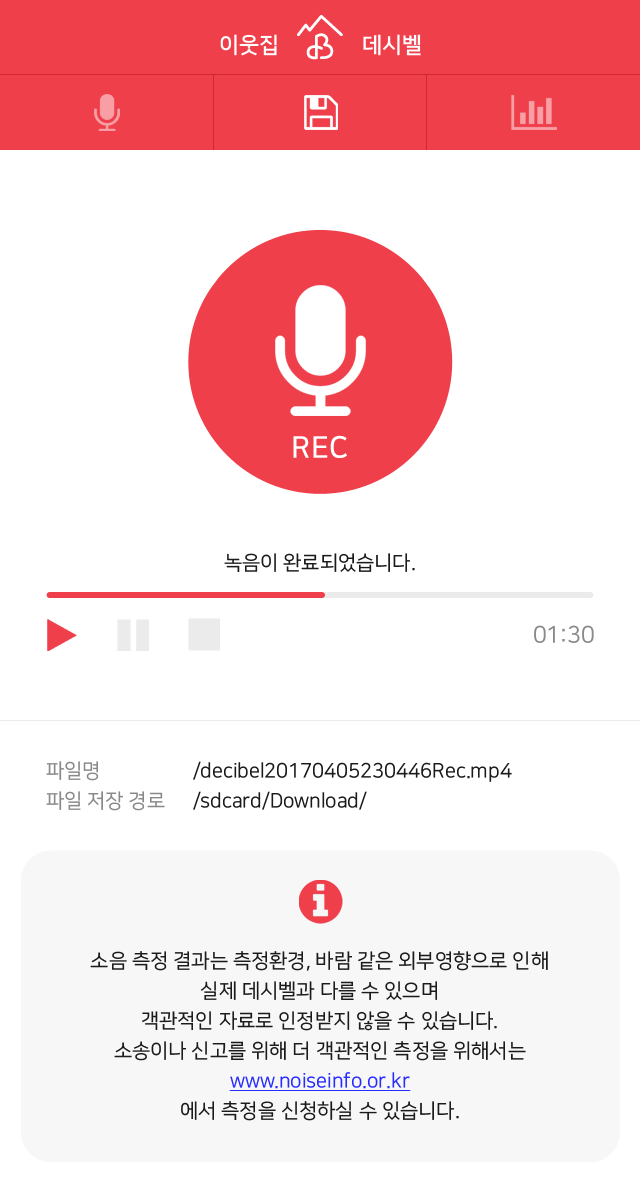 이웃집 dB 데시벨
REC
녹음이 완료되었습니다.
01:30
파일명 /decibel20170405230446Rec.mp4
파일 저장 경로 /sdcard/Download/
소음 측정 결과는 측정환경, 바람 같은 외부영향으로 인해
실제 데시벨과 다를 수 있으며
객관적인 자료로 인정받지 않을 수 있습니다.
소송이나 신고를 위해 더 객관적인 측정을 위해서는
www.noiseinfo.or.kr
에서 측정을 신청하실 수 있습니다.